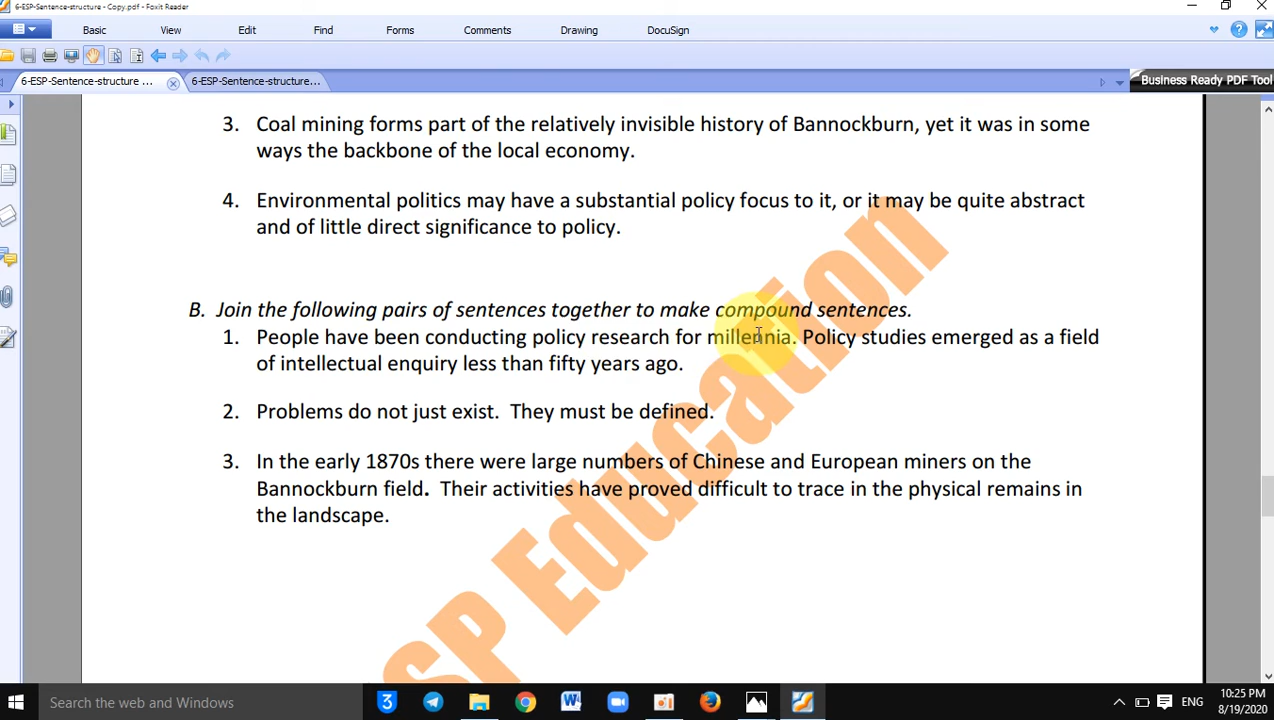 6-ESP-Sentence-structure - Copy.pdf - Foxit Reader
Basic View Edit Find Forms Comments Drawing DocuSign
6-ESP-Sentence-structure ... 6-ESP-Sentence-structure... Business Ready PDF Tool
3. Coal mining forms part of the relatively invisible history of Bannockburn, yet it was in some
ways the backbone of the local economy.
4. Environmental politics may have a substantial policy focus to it, or it may be quite abstract
and of little direct significance to policy.
B. Join the following pairs of sentences together to make compound sentences.
1. People have been conducting policy research for millennia. Policy studies emerged as a field
of intellectual enquiry less than fifty years ago.
2. Problems do not just exist. They must be defined.
3. In the early 1870s there were large numbers of Chinese and European miners on the
Bannockburn field. Their activities have proved difficult to trace in the physical remains in
the landscape.
SP Education
Search the web and Windows
3
ENG
10:25 PM
8/19/2020